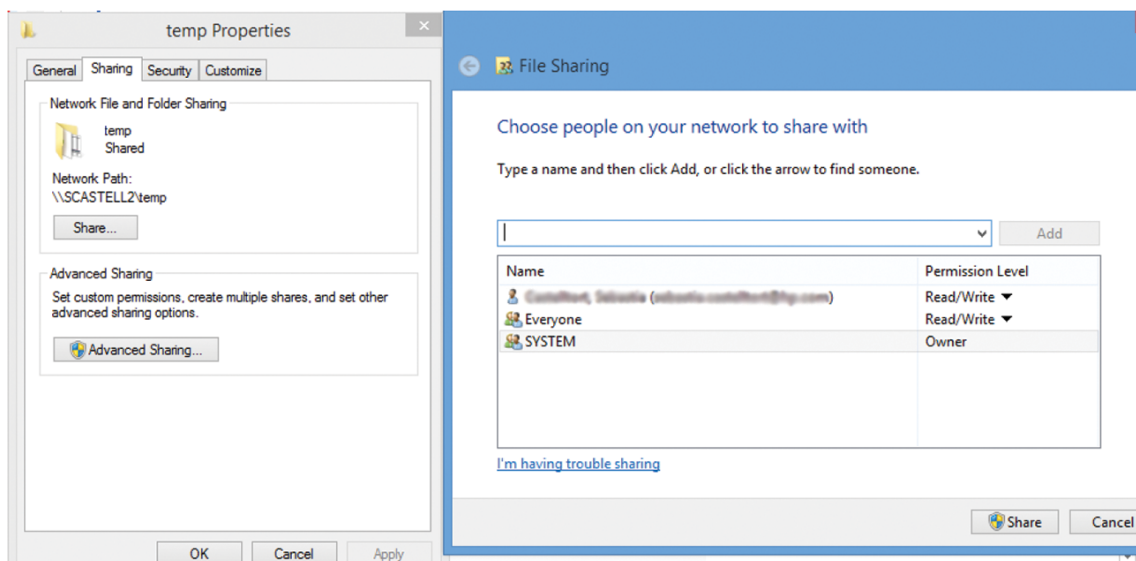 temp Properties
General Sharing Security Customize
Network File and Folder Sharing
temp
Shared
Network Path:
\\SCASTELL2\temp
Share...
Advanced Sharing
Set custom permissions, create multiple shares, and set other
advanced sharing options.
Advanced Sharing...
OK Cancel Apply
File Sharing
Choose people on your network to share with
Type a name and then click Add, or click the arrow to find someone.
Add
Name Permission Level
Read/Write
Everyone Read/Write
SYSTEM Owner
I'm having trouble sharing
Share Cancel